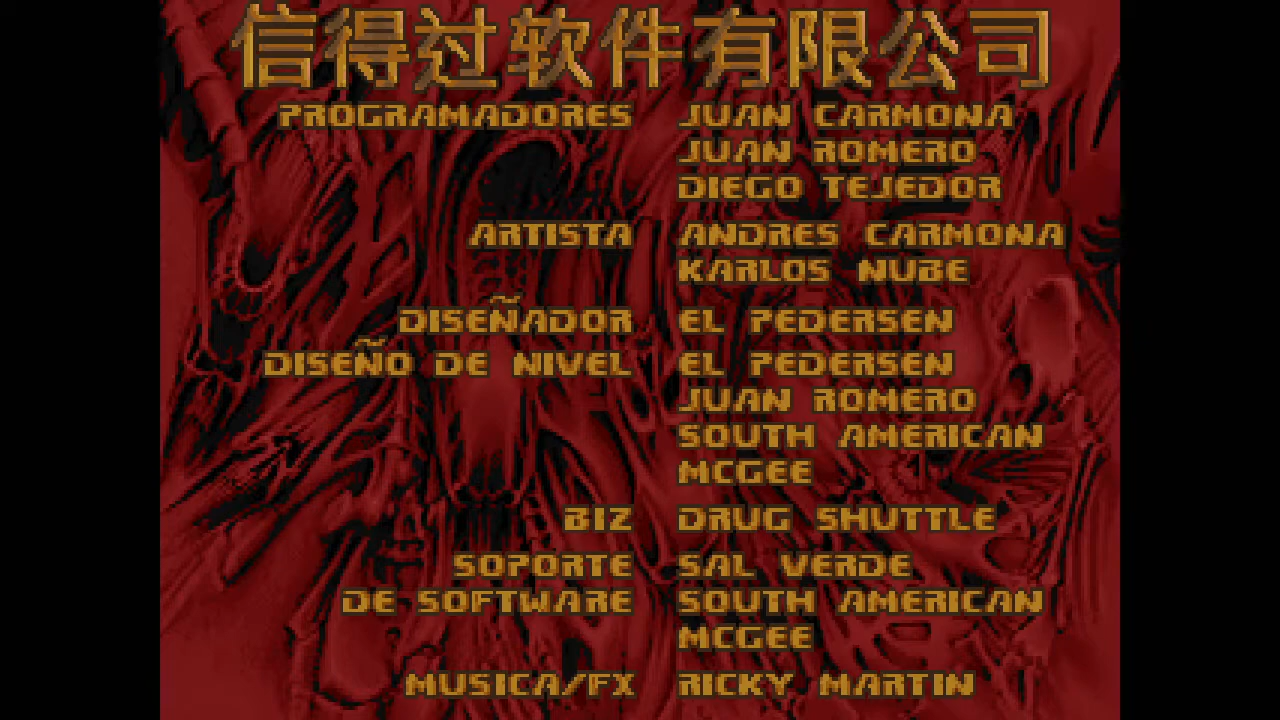 信得过软件有限公司
PROGRAMADORES JUAN CARMONA
JUAN ROMERO
DIEGO TEJEDOR
ARTISTA ANDRES CARMONA
KARLOS NUBE
DISEÑADOR EL PEDERSEN
DISEÑO DE NIVEL EL PEDERSEN
JUAN ROMERO
SOUTH AMERICAN
MCGEE
BIZ DRUG SHUTTLE
SOPORTE SAL VERDE
DE SOFTWARE SOUTH AMERICAN
MCGEE
MUSICA/FX RICKY MARTIN